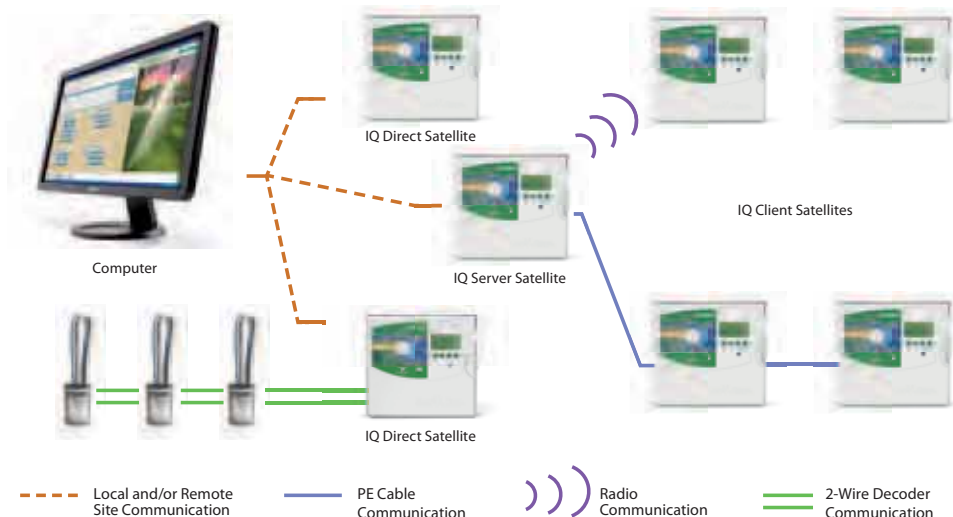 IQ Direct Satellite
IQ Client Satellites
Computer
IQ Server Satellite
IQ Direct Satellite
Local and/or Remote
Site Communication
PE Cable
Communication
Radio
Communication
2-Wire Decoder
Communication